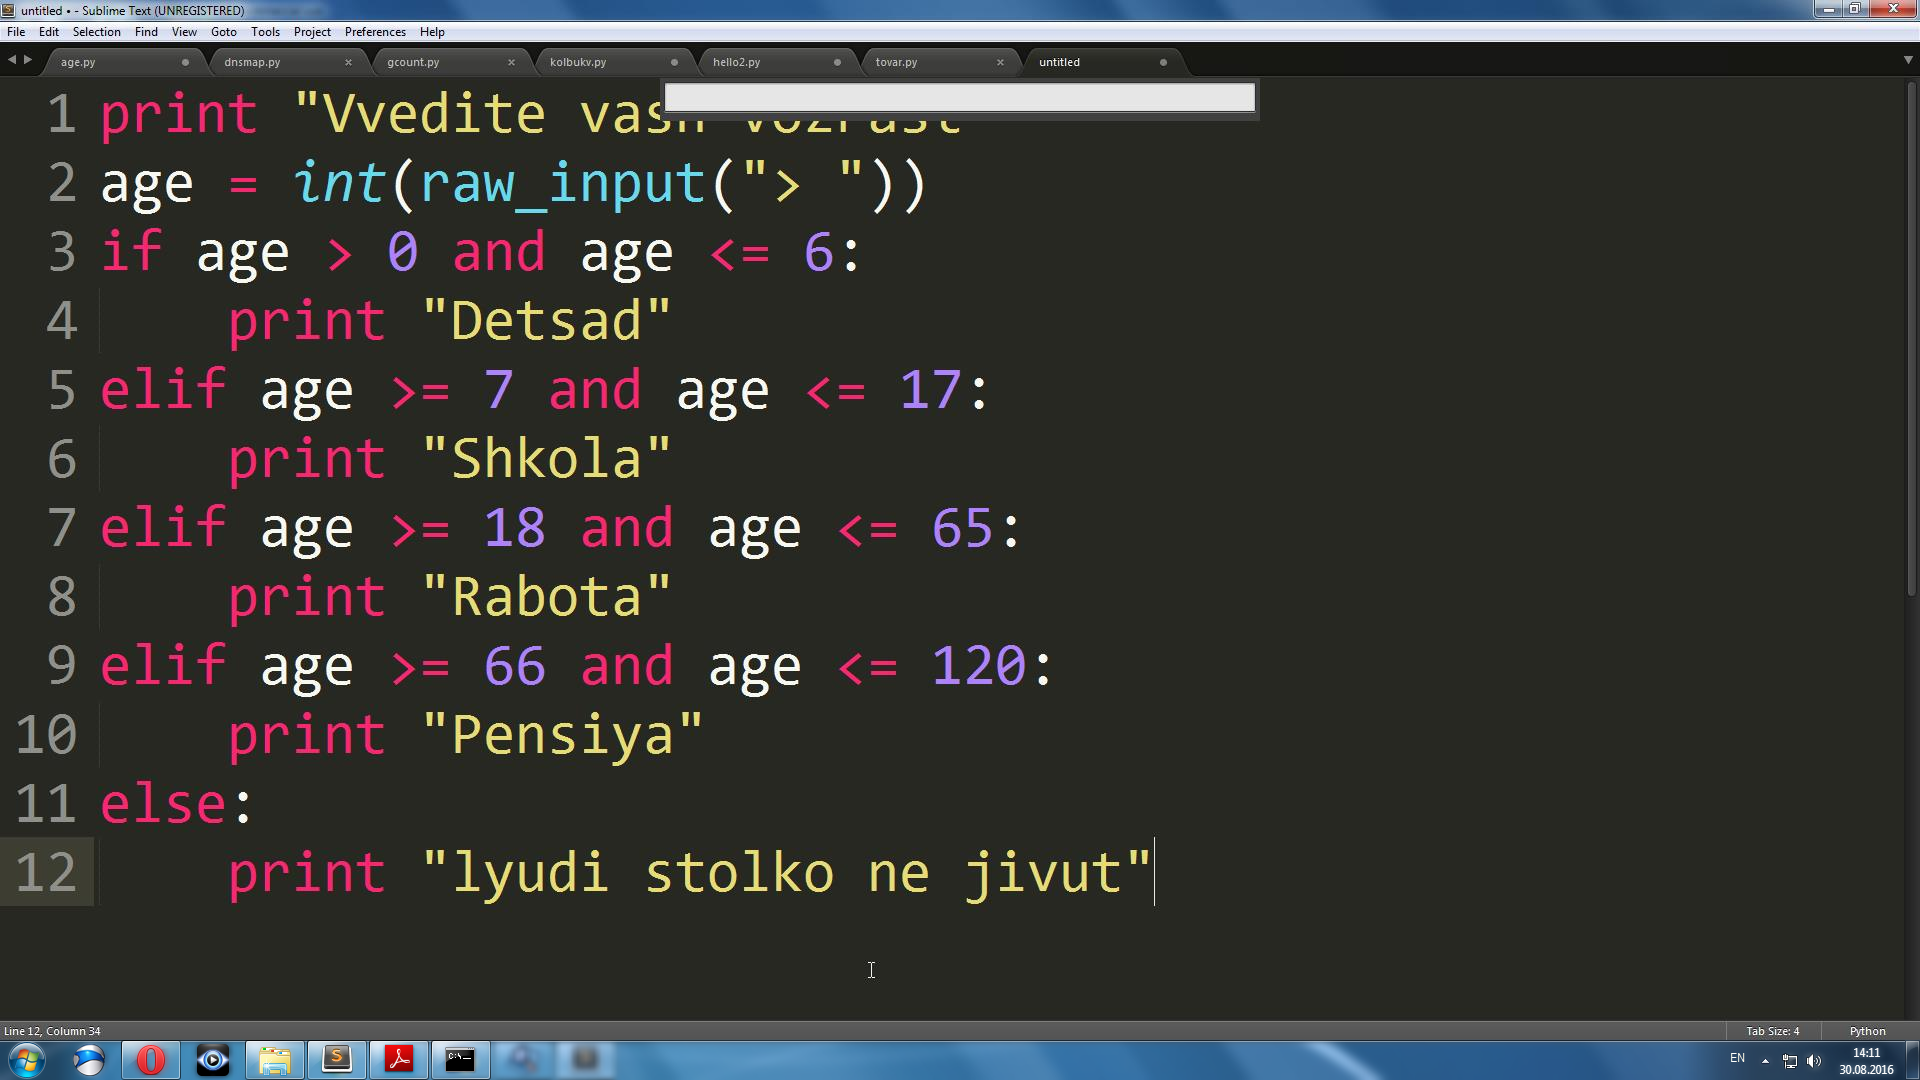 untitled • - Sublime Text (UNREGISTERED)
File Edit Selection Find View Goto Tools Project Preferences Help
age.py dnsmap.py gcount.py kolbukv.py hello2.py tovar.py untitled
1 print "Vvedite vash vozrast
2 age = int(raw_input("> "))
3 if age > 0 and age <= 6:
4 print "Detsad"
5 elif age >= 7 and age <= 17:
6 print "Shkola"
7 elif age >= 18 and age <= 65:
8 print "Rabota"
9 elif age >= 66 and age <= 120:
10 print "Pensiya"
11 else:
12 print "lyudi stolko ne jivut"
Line 12, Column 34 Tab Size: 4 Python
EN 14:11
30.08.2016